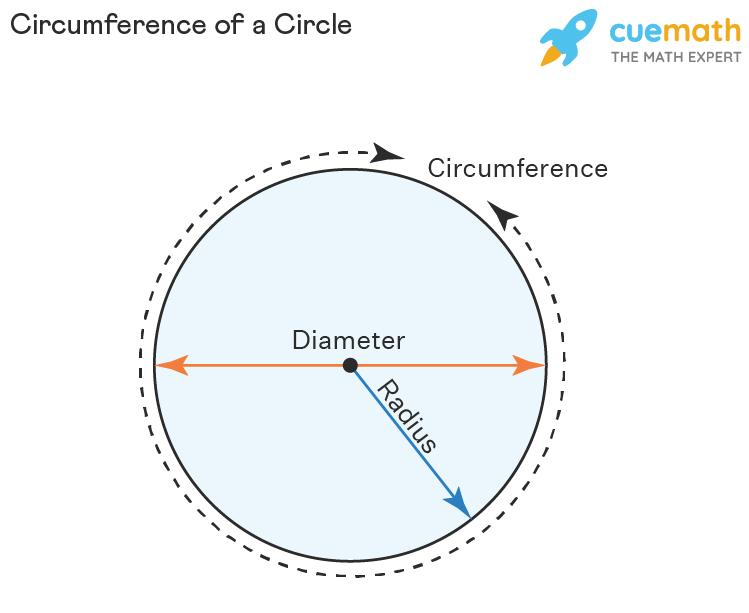 Circumference of a Circle
cuemath
THE MATH EXPERT
Circumference
Diameter
Radius